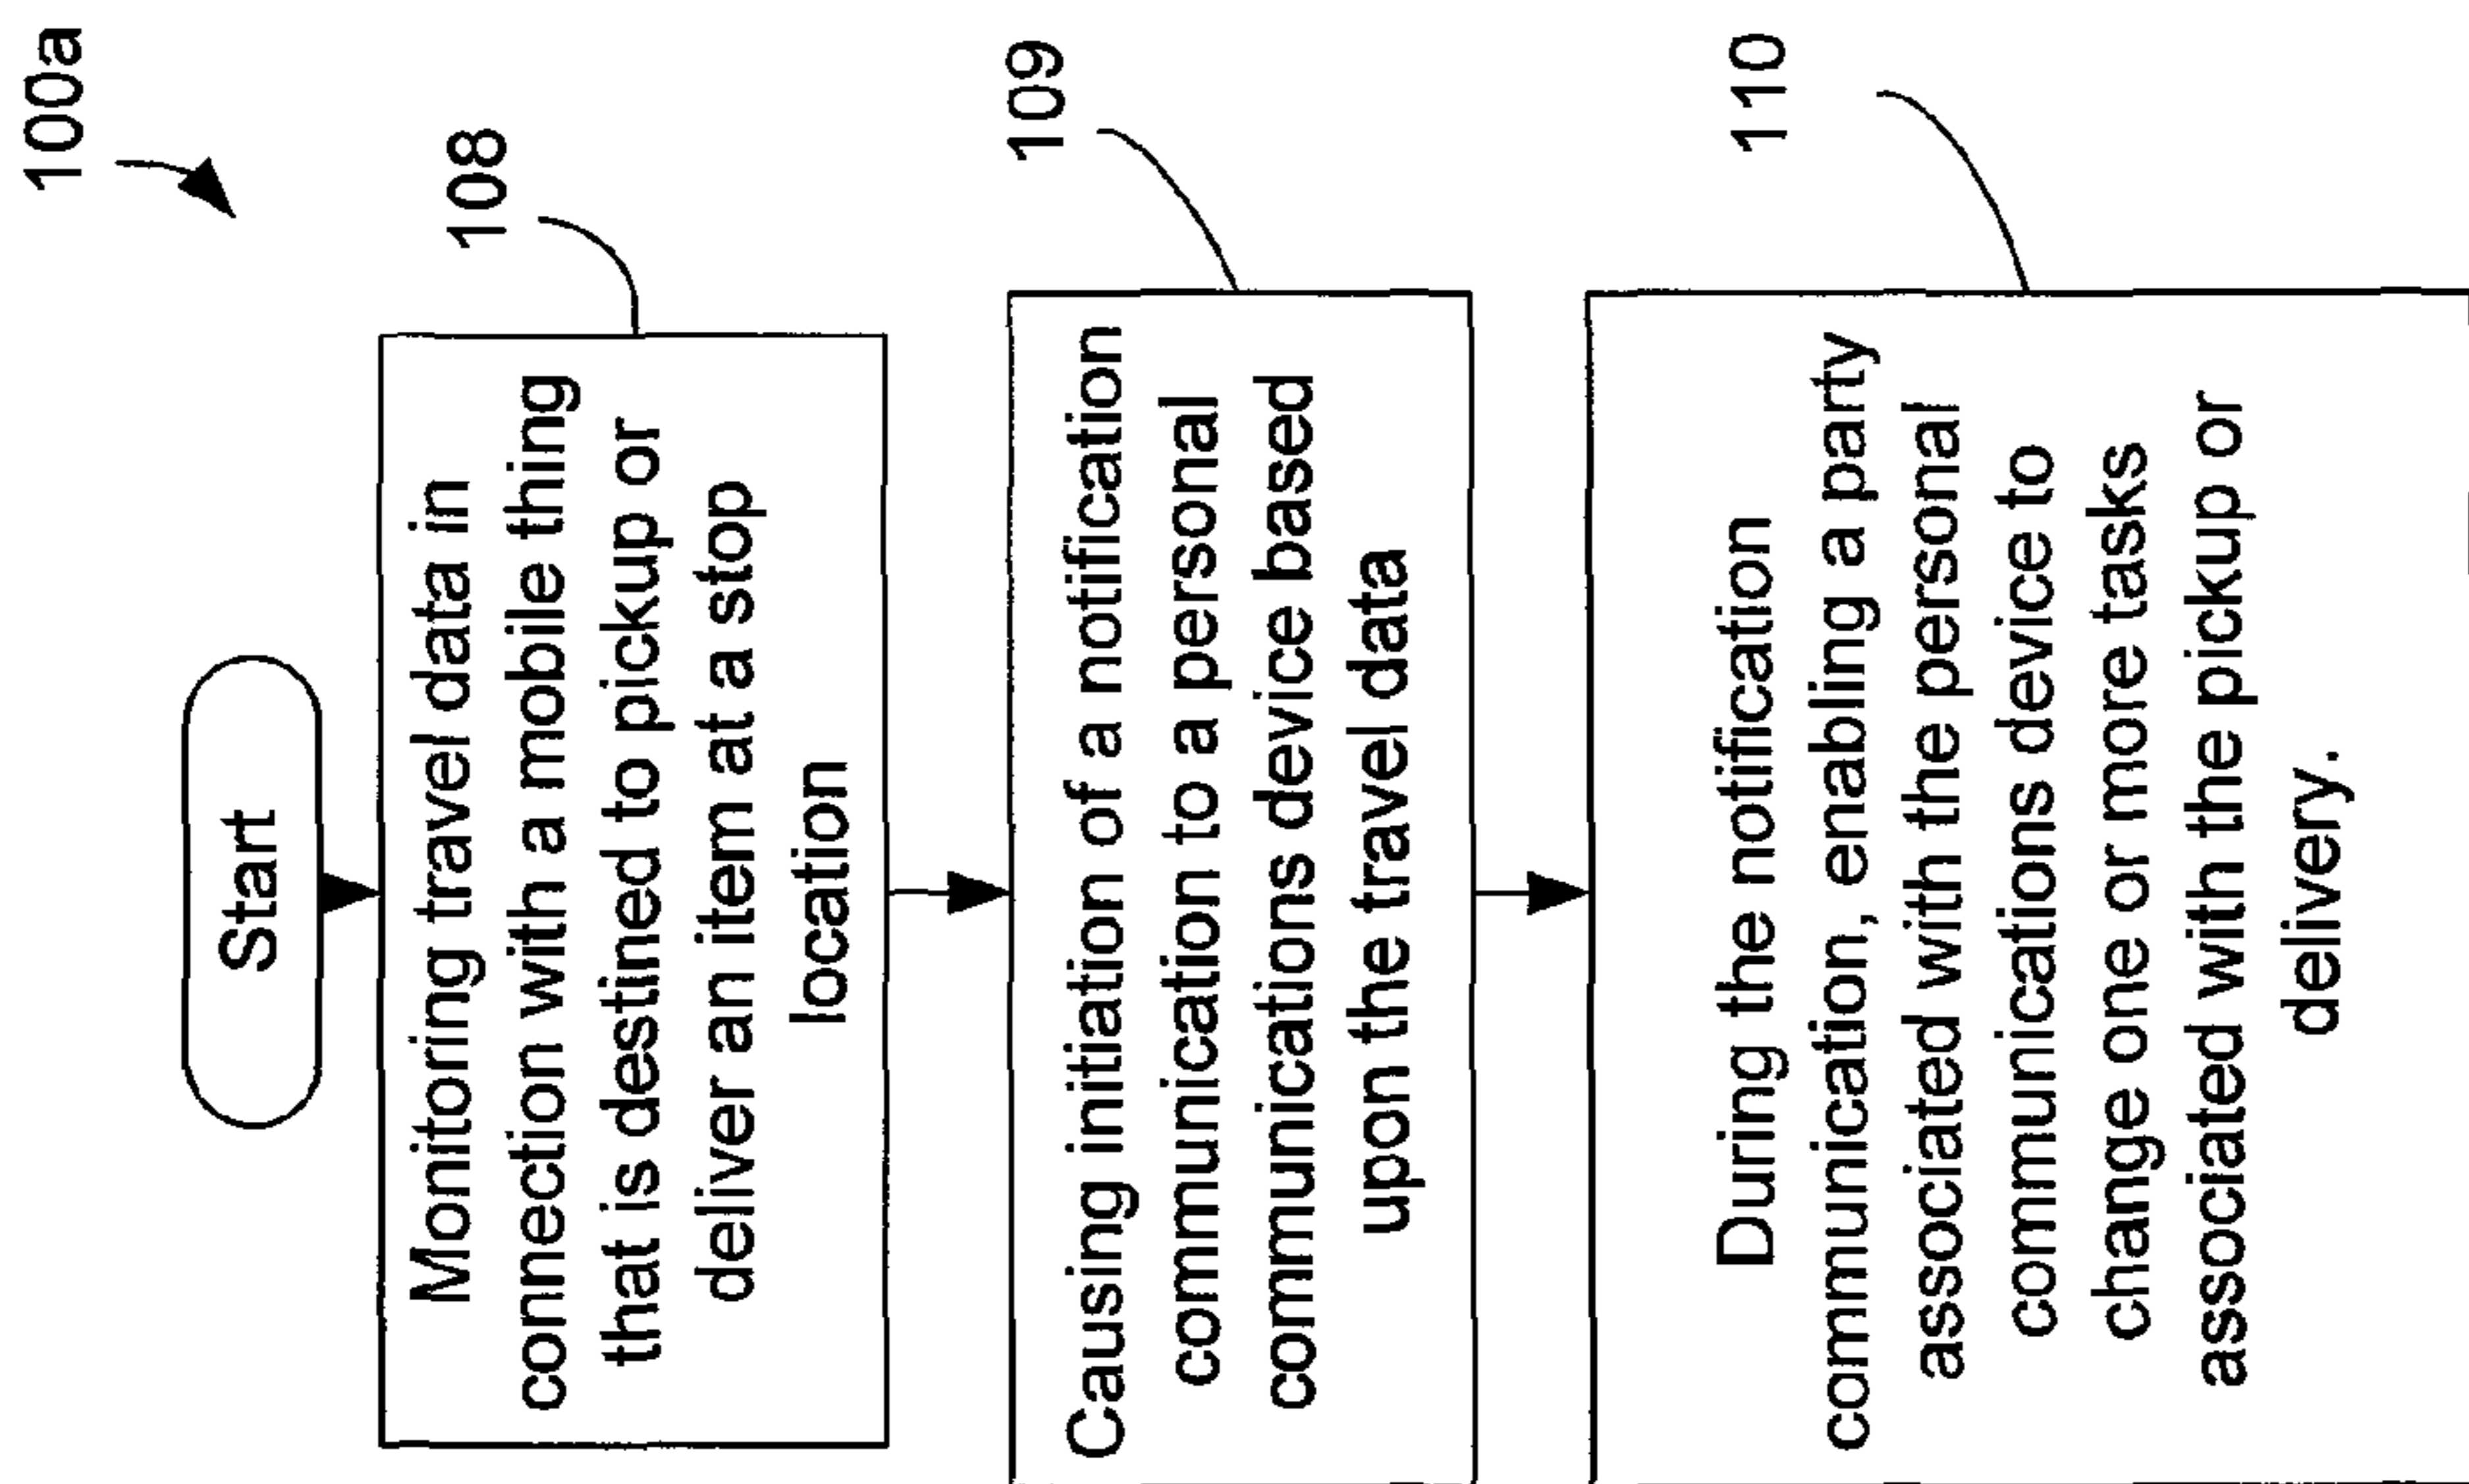 100a
Start
108
Monitoring travel data in
connection with a mobile thing
that is destined to pickup or
deliver an item at a stop
location
109
Causing initiation of a notification
communication to a personal
communications device based
upon the travel data
110
During the notification
communication, enabling a party
associated with the personal
communications device to
change one or more tasks
associated with the pickup or
delivery.